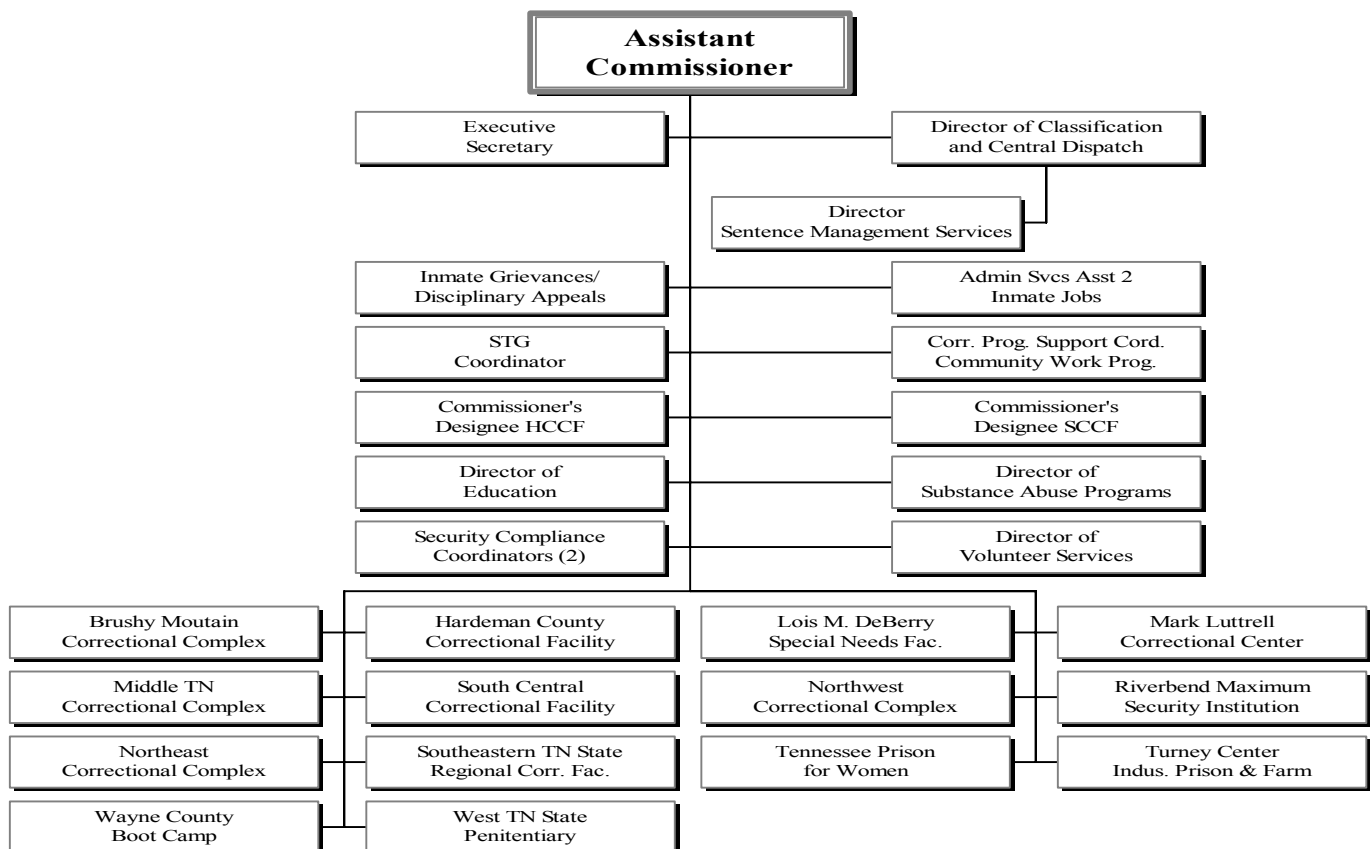 Assistant
Commissioner
Executive
Secretary
Director of Classification
and Central Dispatch
Director
Sentence Management Services
Inmate Grievances/
Disciplinary Appeals
Admin Svcs Asst 2
Inmate Jobs
STG
Coordinator
Corr. Prog. Support Cord.
Community Work Prog.
Commissioner's
Designee HCCF
Commissioner's
Designee SCCF
Director of
Education
Director of
Substance Abuse Programs
Security Compliance
Coordinators (2)
Director of
Volunteer Services
Brushy Moutain
Correctional Complex
Hardeman County
Correctional Facility
Lois M. DeBerry
Special Needs Fac.
Mark Luttrell
Correctional Center
Middle TN
Correctional Complex
South Central
Correctional Facility
Northwest
Correctional Complex
Riverbend Maximum
Security Institution
Northeast
Correctional Complex
Southeastern TN State
Regional Corr. Fac.
Tennessee Prison
for Women
Turney Center
Indus. Prison & Farm
Wayne County
Boot Camp
West TN State
Penitentiary